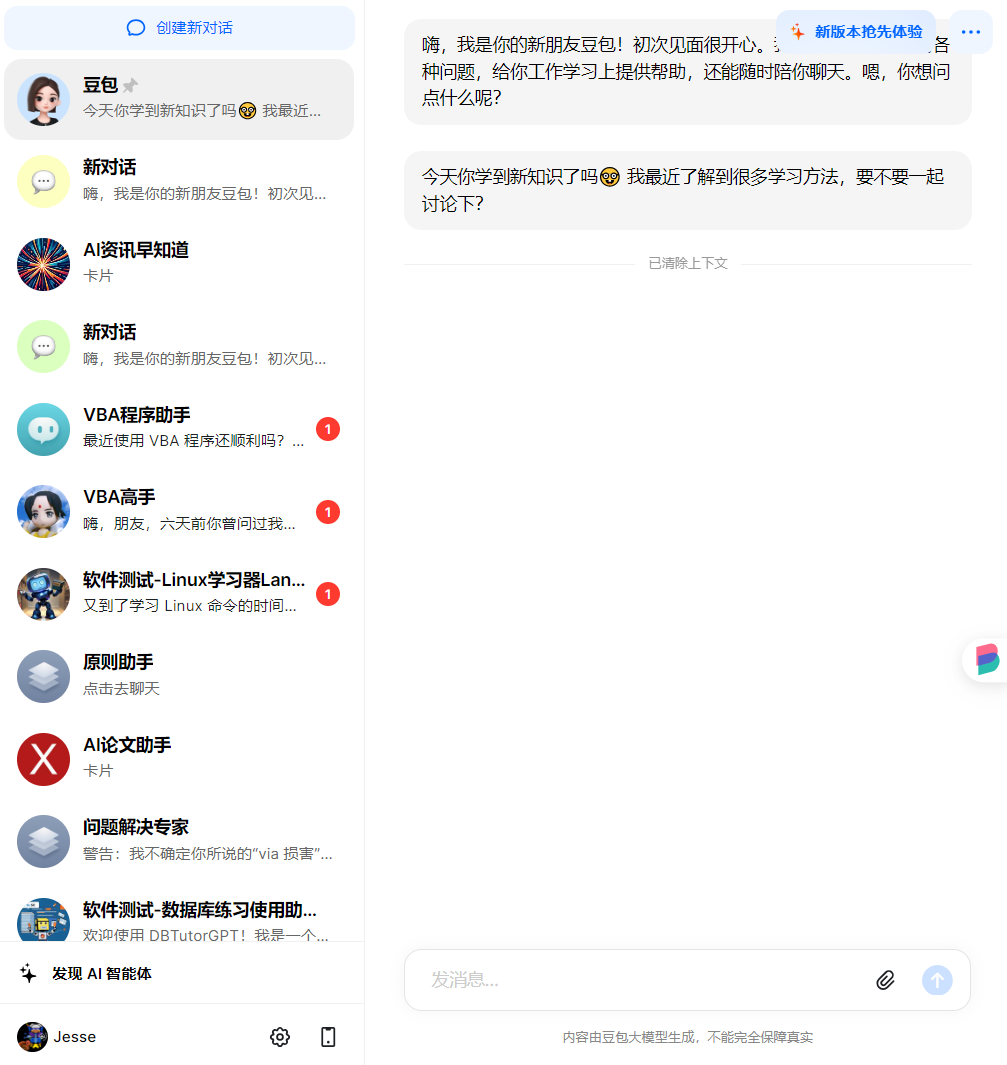 创建新对话
豆包
今天你学到新知识了吗🤓 我最近...
新对话
嗨，我是你的新朋友豆包！初次见...
AI资讯早知道
卡片
新对话
嗨，我是你的新朋友豆包！初次见...
VBA程序助手
最近使用 VBA 程序还顺利吗？...
1
VBA高手
嗨，朋友，六天前你曾问过我...
1
软件测试-Linux学习器Lan...
又到了学习 Linux 命令的时间...
1
原则助手
点击去聊天
AI论文助手
卡片
问题解决专家
警告：我不确定你所说的“via 损害”...
软件测试-数据库练习使用助...
欢迎使用 DBTutorGPT！我是一个...
发现 AI 智能体
Jesse
新版本抢先体验
嗨，我是你的新朋友豆包！初次见面很开心。
种问题，给你工作学习上提供帮助，还能随时陪你聊天。嗯，你想问
点什么呢？
今天你学到新知识了吗🤓 我最近了解到很多学习方法，要不要一起
讨论下？
已清除上下文
发消息...
内容由豆包大模型生成，不能完全保障真实